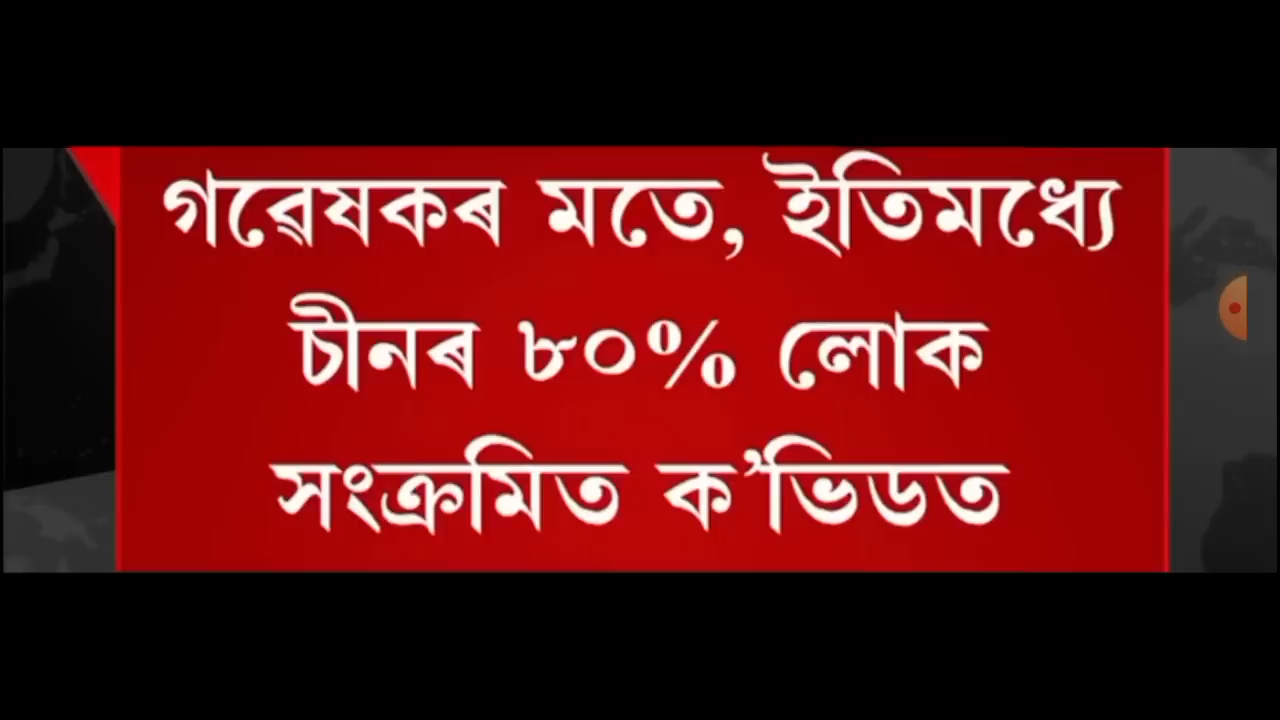 গৱেষকৰ মতে, ইতিমধ্যে
চীনৰ ৮০% লোক
সংক্ৰমিত ক'ভিডত